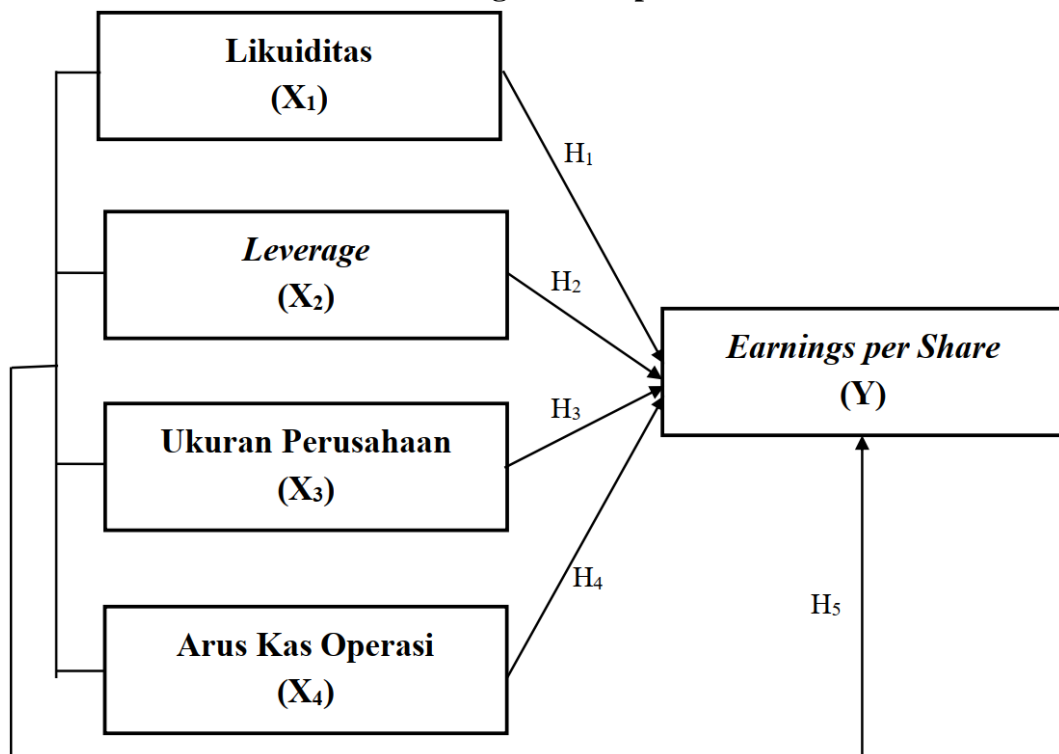 Likuiditas
(X₁)
H₁
Leverage
(X₂)
H₂
Earnings per Share
(Y)
Ukuran Perusahaan
(X₃)
H₃
H₄
H₅
Arus Kas Operasi
(X₄)